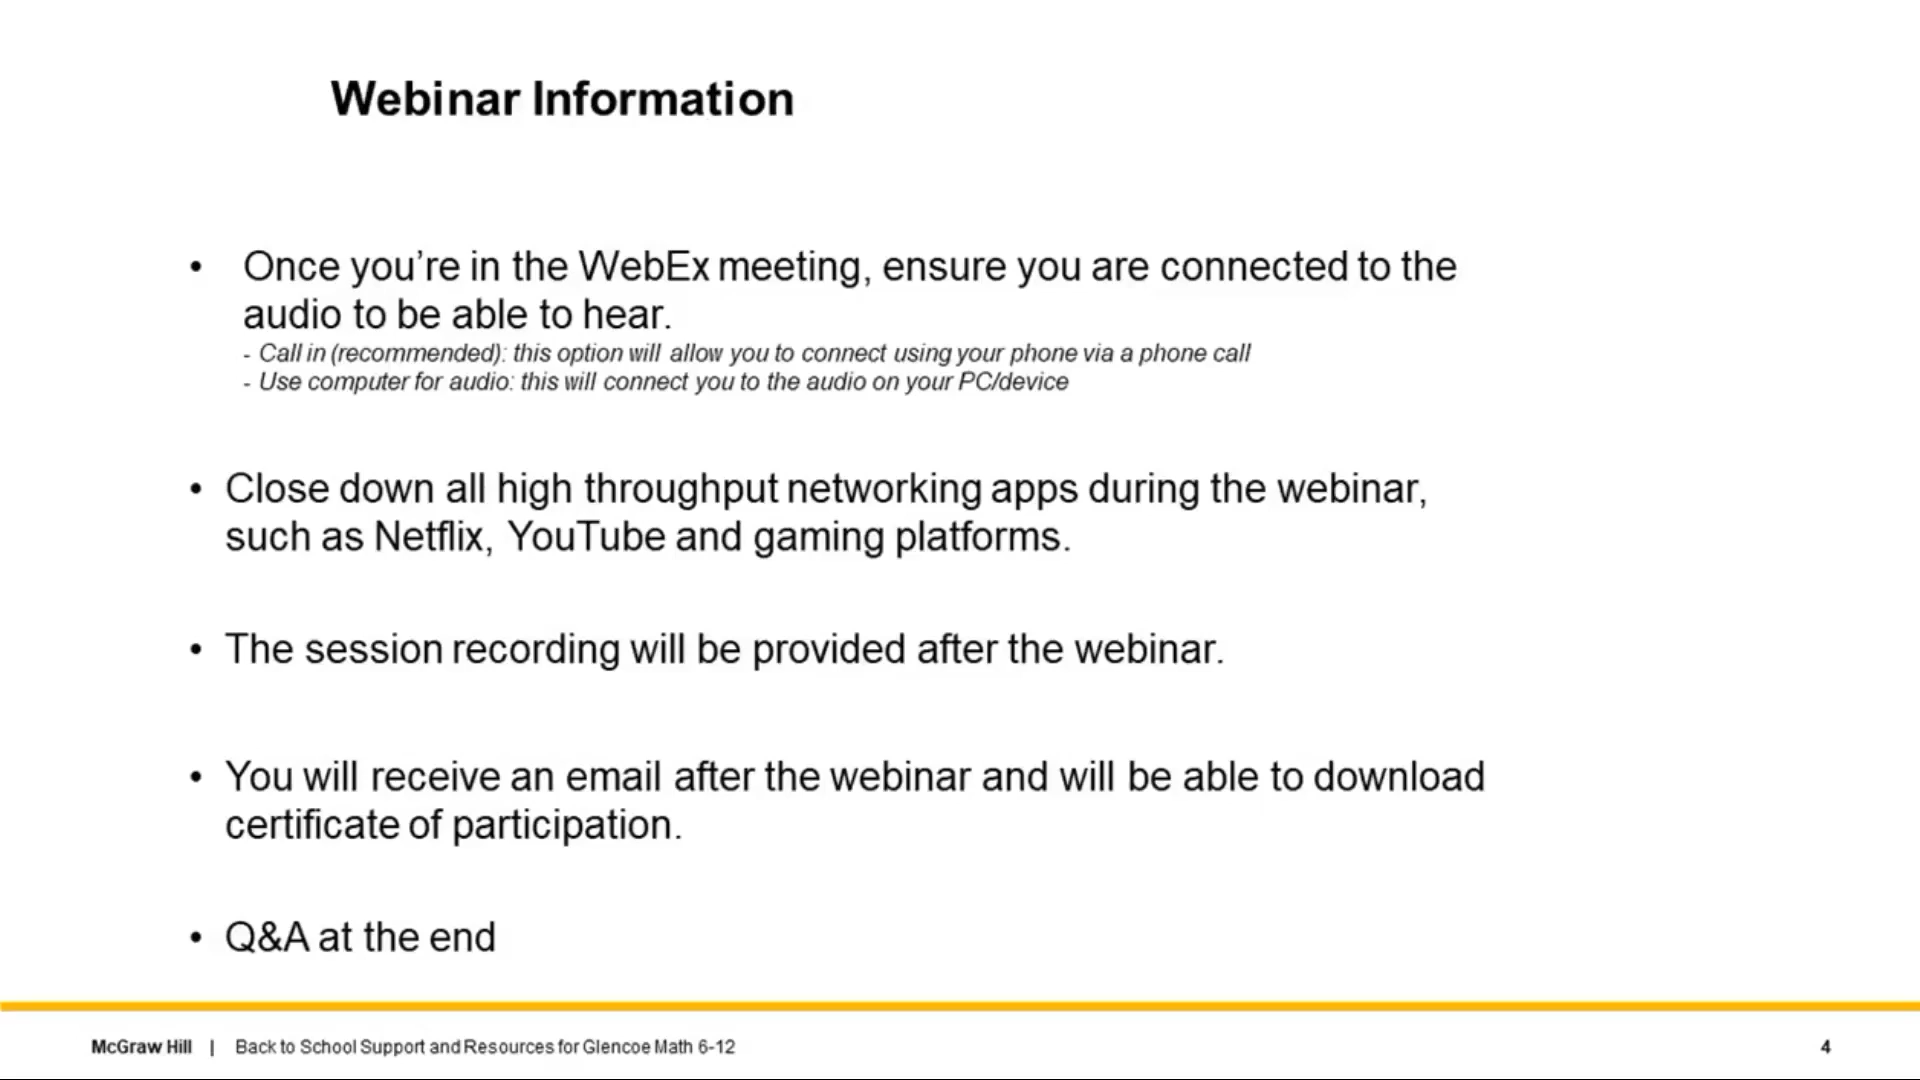 Webinar Information
• Once you’re in the WebEx meeting, ensure you are connected to the
audio to be able to hear.
- Call in (recommended): this option will allow you to connect using your phone via a phone call
- Use computer for audio: this will connect you to the audio on your PC/device
• Close down all high throughput networking apps during the webinar,
such as Netflix, YouTube and gaming platforms.
• The session recording will be provided after the webinar.
• You will receive an email after the webinar and will be able to download
certificate of participation.
• Q&A at the end
McGraw Hill | Back to School Support and Resources for Glencoe Math 6-12 4